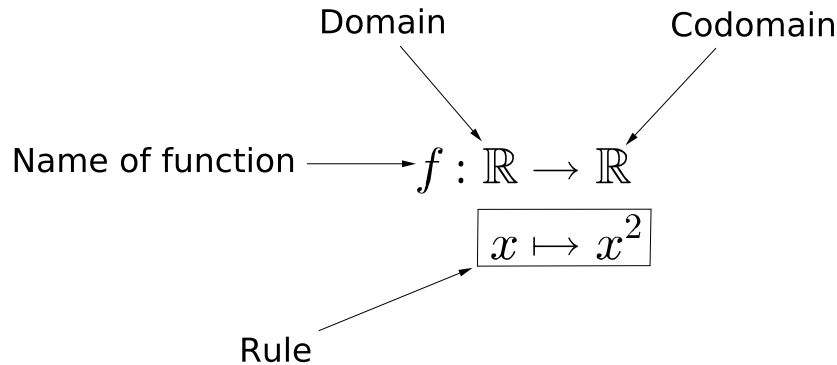 Domain
Codomain
Name of function
f : ℝ → ℝ
x ↦ x²
Rule